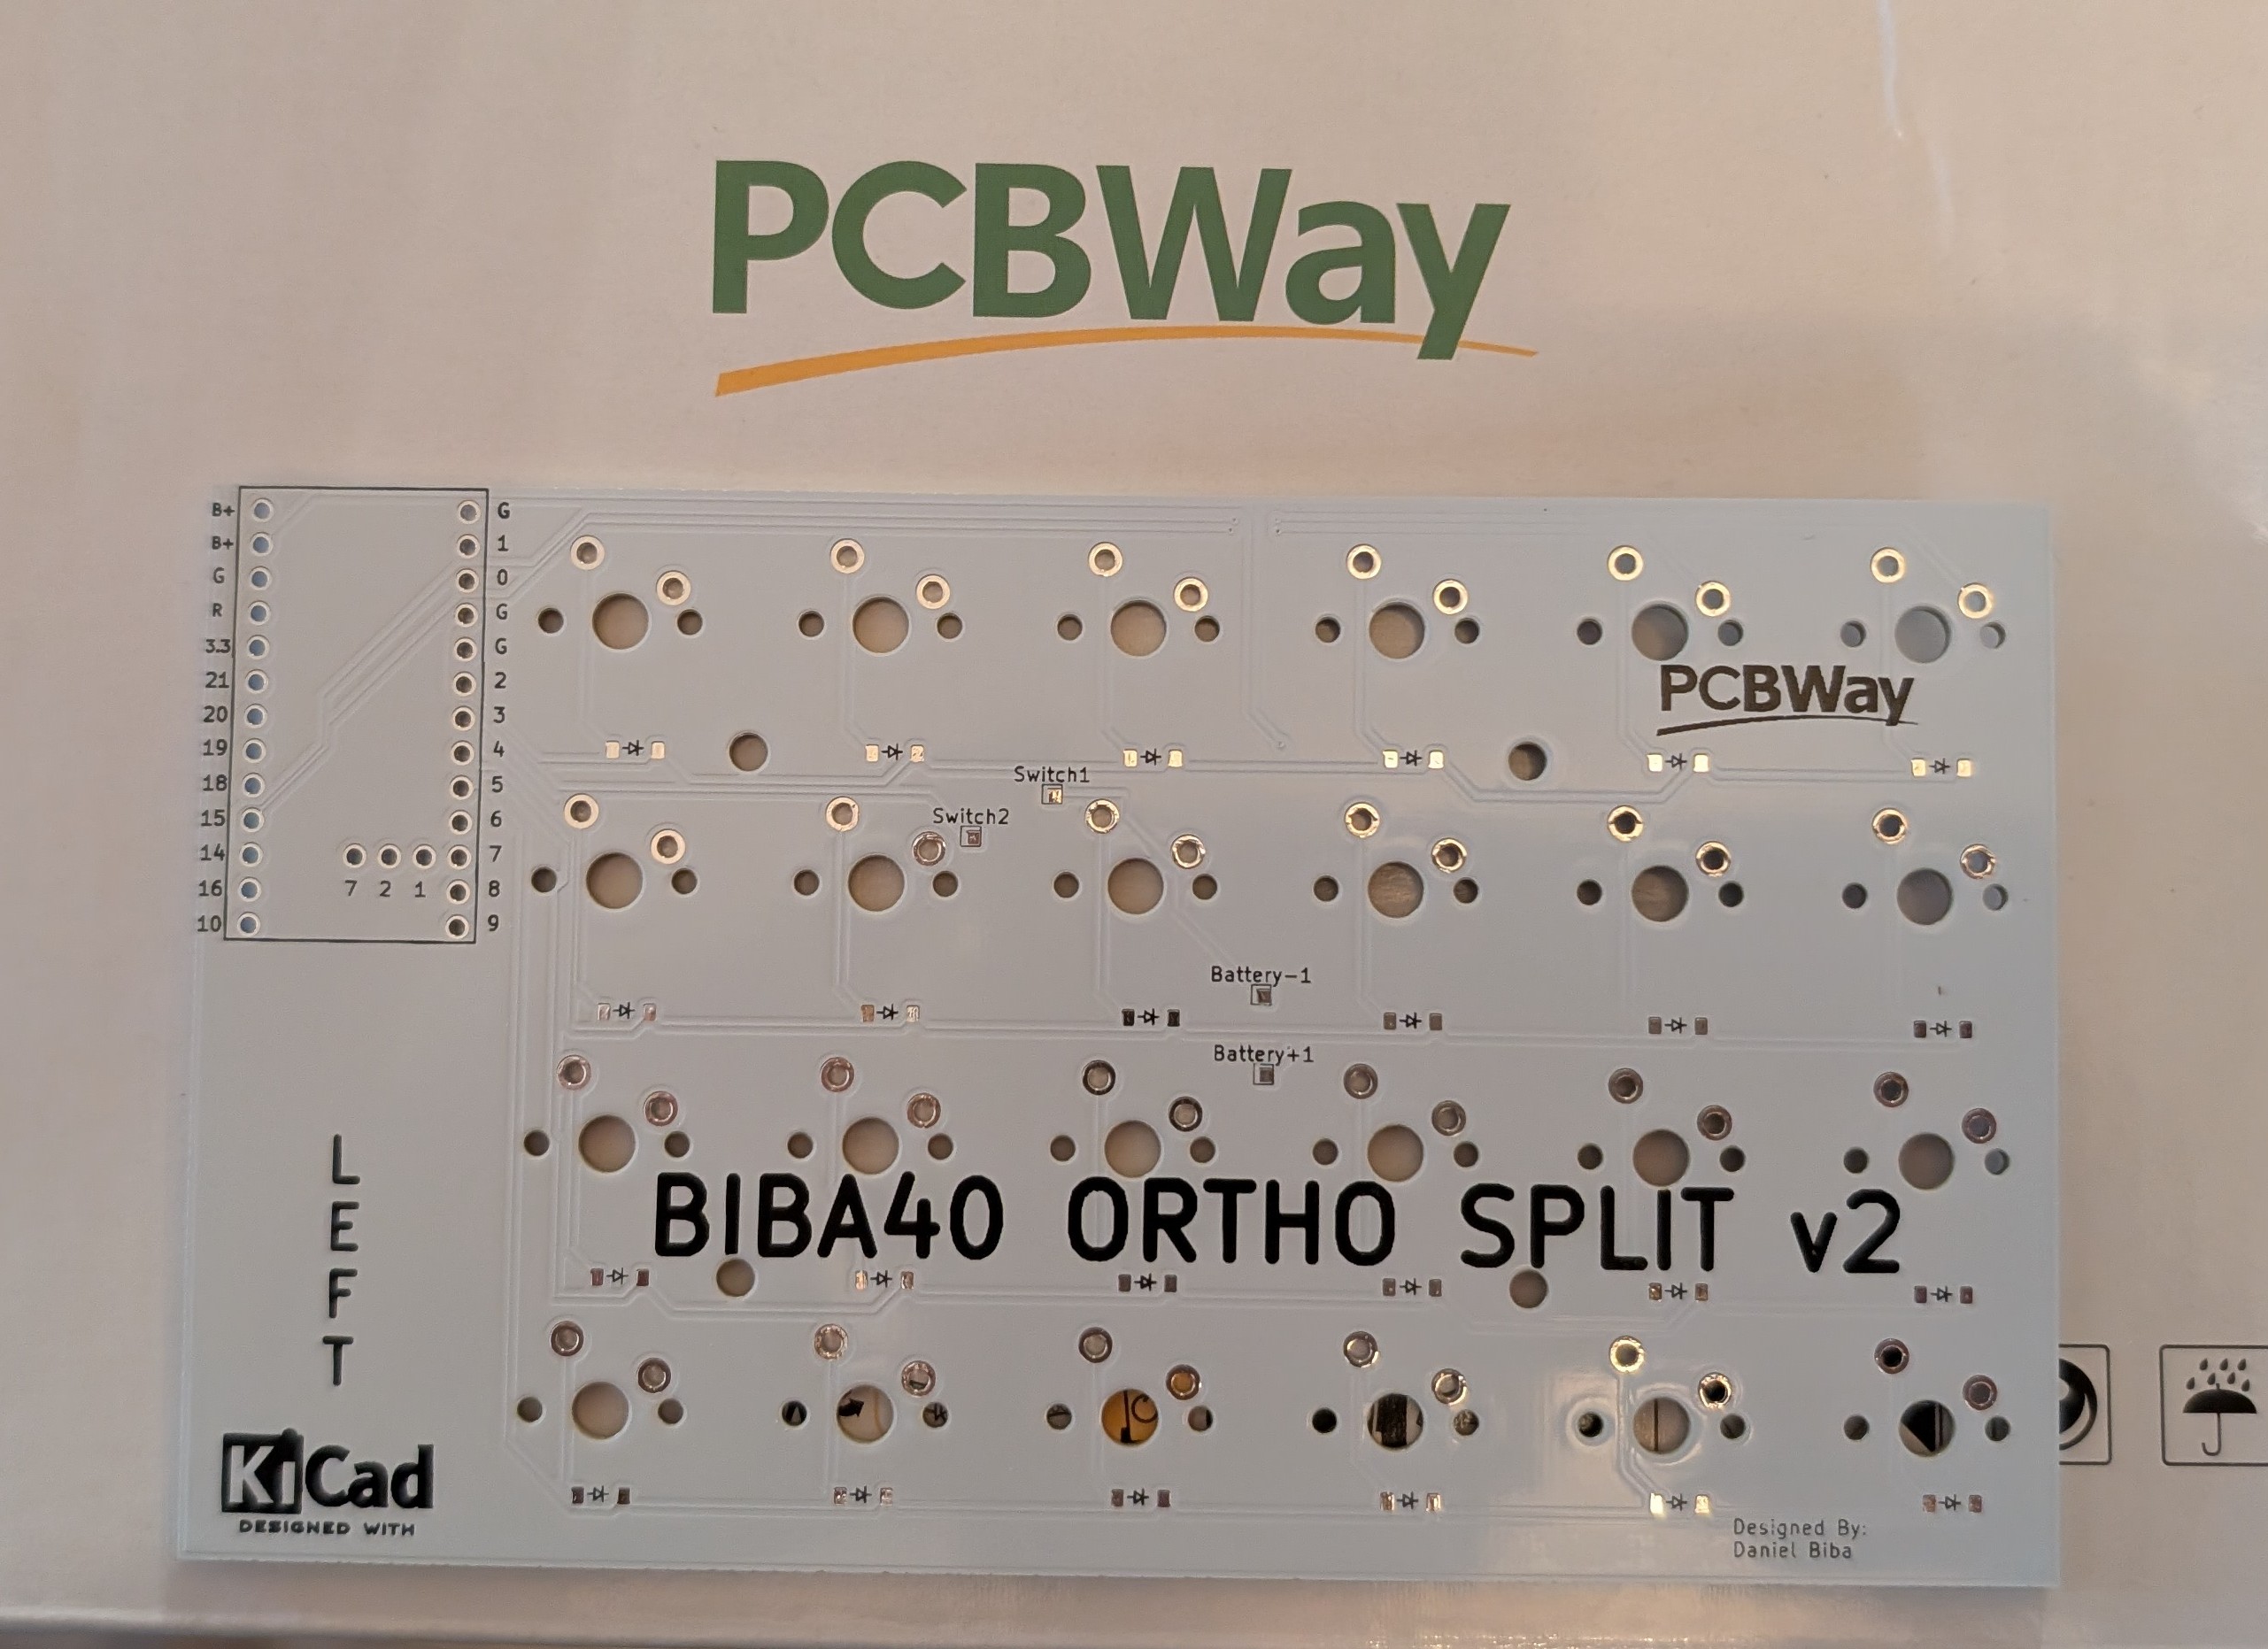 PCBWay
B+ G
B+ 1
G 0
R G
3.3 G
21 2
20 3
19 4
18 5
15 6
14 7
16 7 2 1 8
10 9
PCBWay
Switch1
Switch2
Battery-1
Battery+1
LEFT
BIBA40 ORTHO SPLIT v2
KiCad
DESIGNED WITH
Designed By:
Daniel Biba